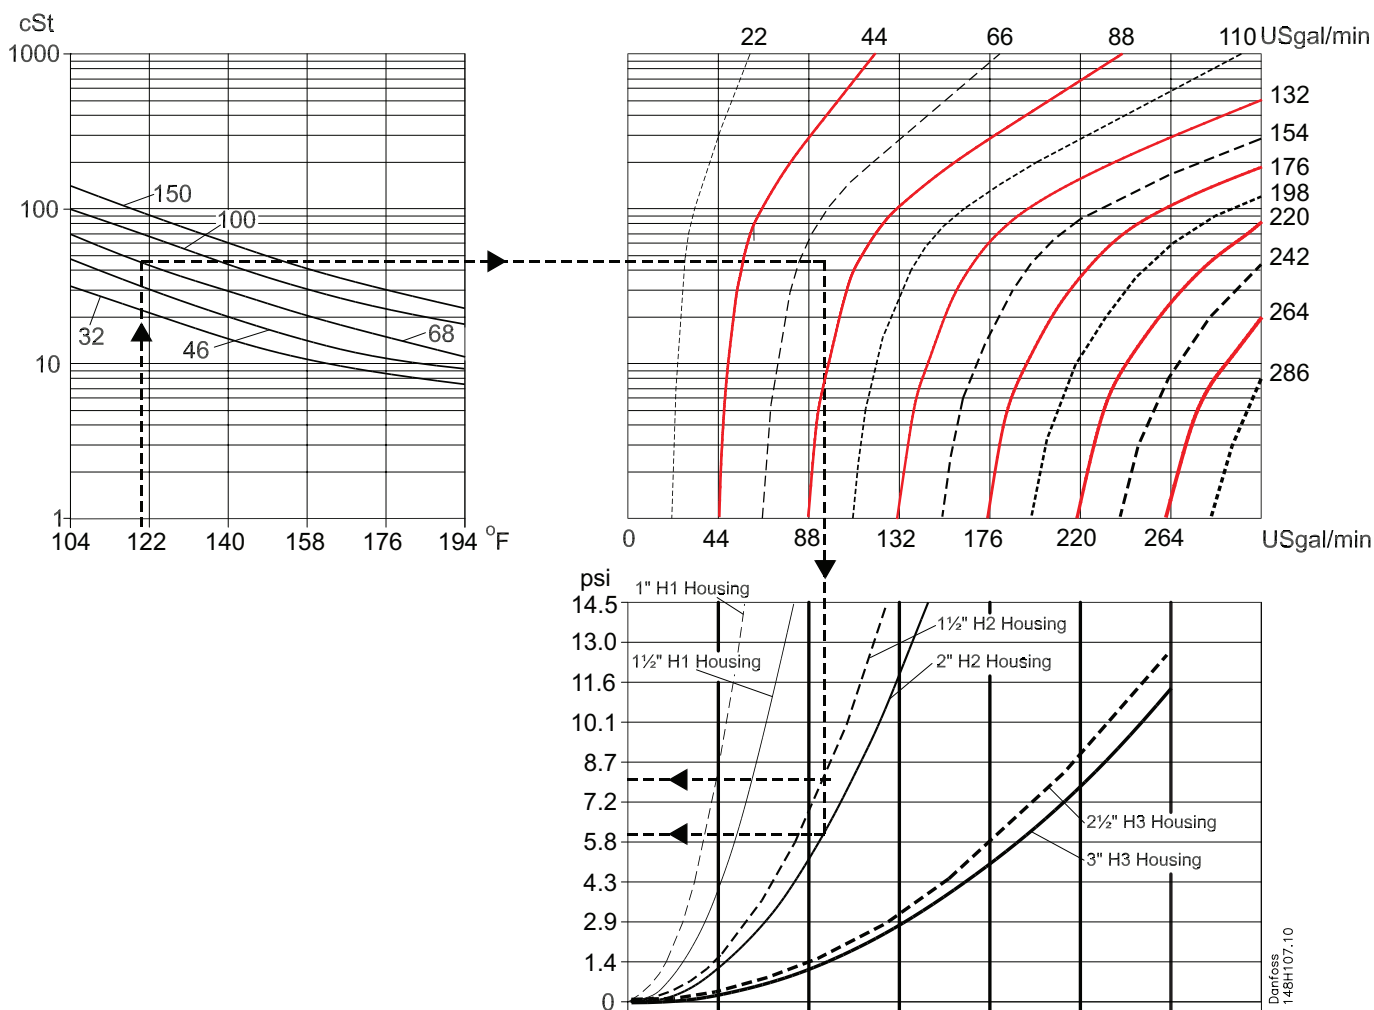 cSt
1000
100
10
1
150
100
32
46
68
104 122 140 158 176 194 °F
22 44 66 88 110 USgal/min
132
154
176
198
220
242
264
286
0 44 88 132 176 220 264 USgal/min
psi
14.5
13.0
11.6
10.1
8.7
7.2
5.8
4.3
2.9
1.4
0
1" H1 Housing
1½" H1 Housing
1½" H2 Housing
2" H2 Housing
2½" H3 Housing
3" H3 Housing
Danfoss
148H107.10